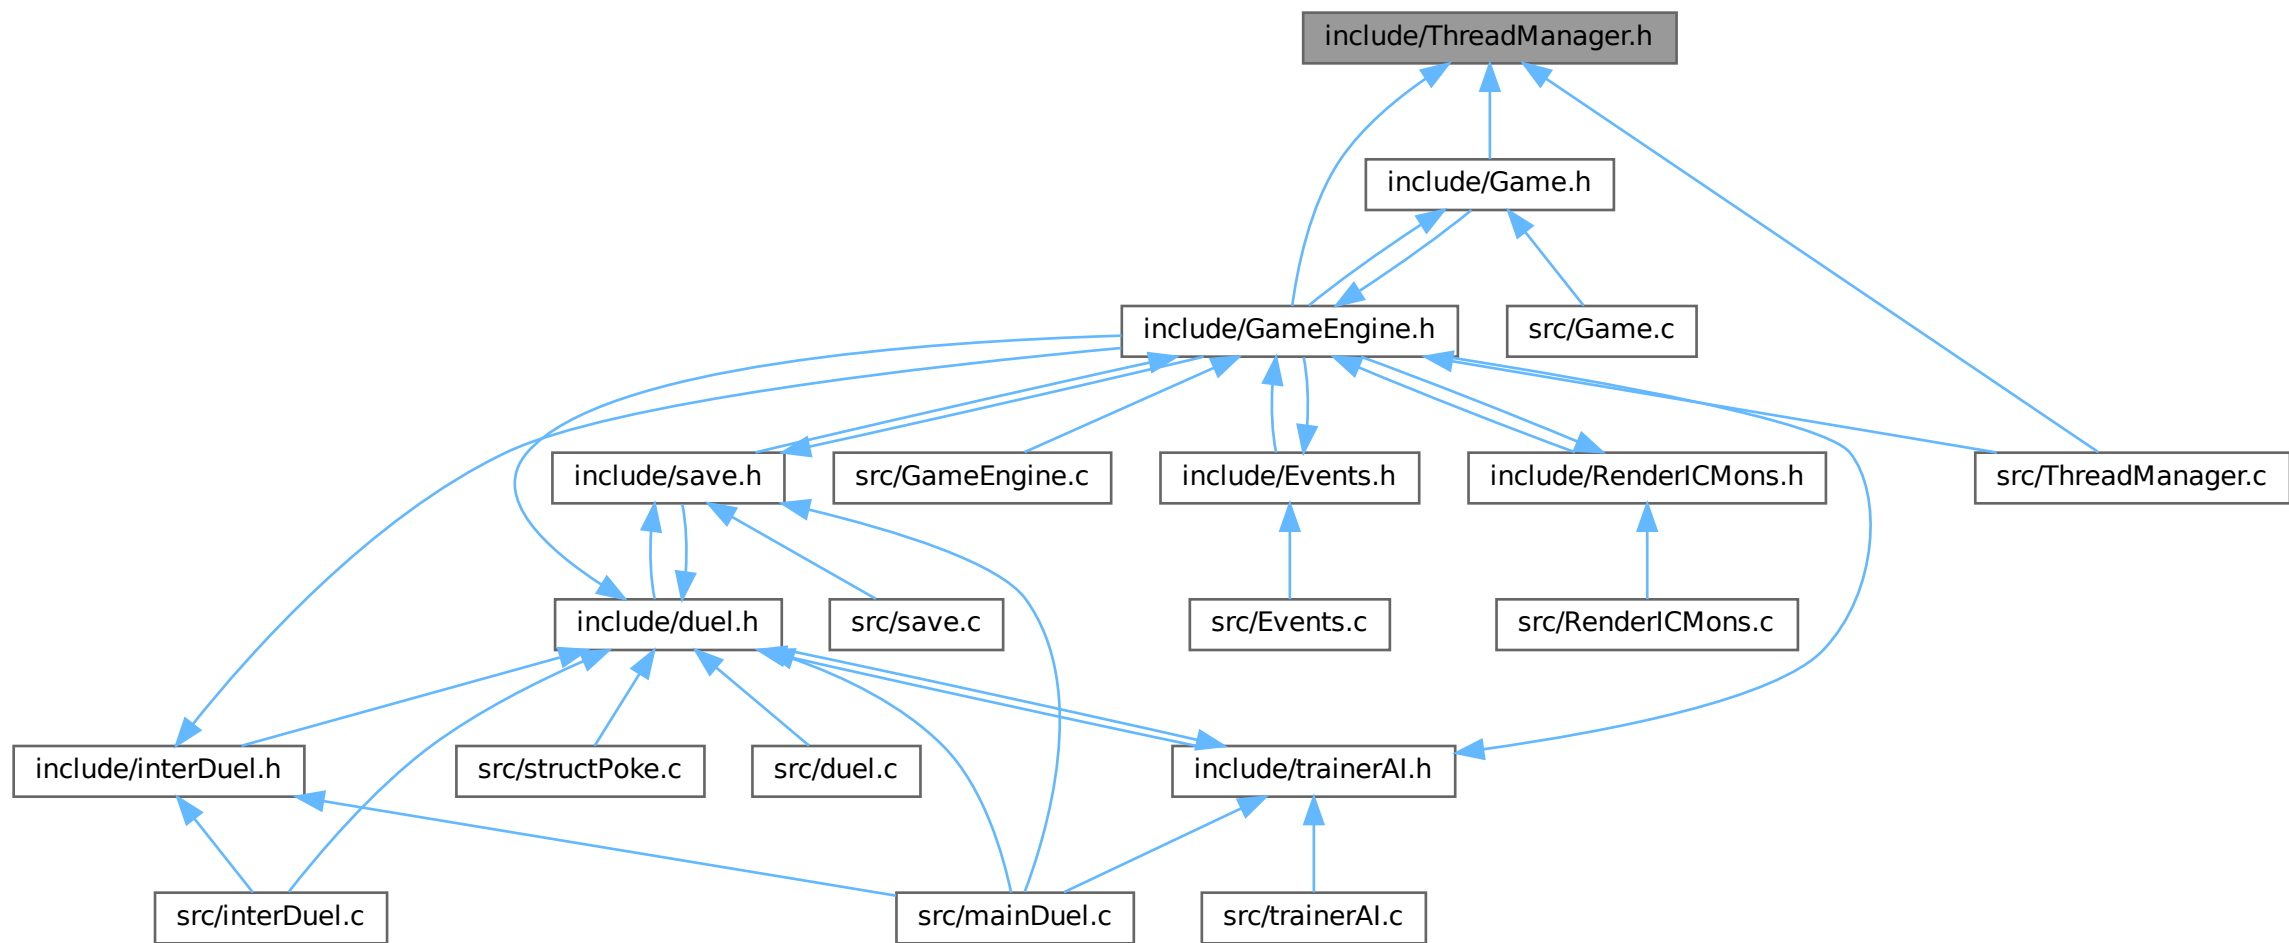 include/ThreadManager.h
include/Game.h
include/GameEngine.h
src/Game.c
include/save.h
src/GameEngine.c
include/Events.h
include/RenderICMons.h
src/ThreadManager.c
include/duel.h
src/save.c
src/Events.c
src/RenderICMons.c
include/interDuel.h
src/structPoke.c
src/duel.c
include/trainerAI.h
src/interDuel.c
src/mainDuel.c
src/trainerAI.c